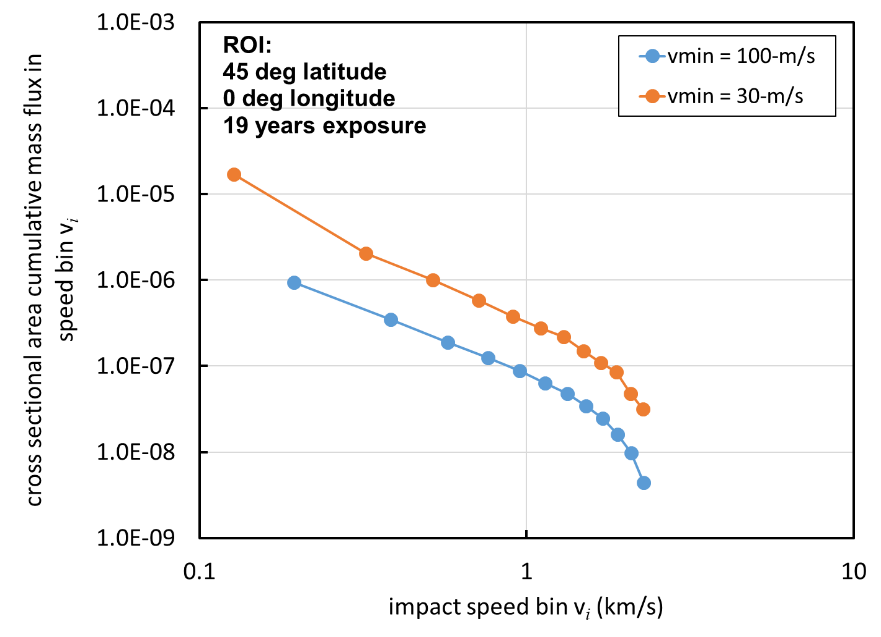 cross sectional area cumulative mass flux in
speed bin vi
1.0E-03
1.0E-04
1.0E-05
1.0E-06
1.0E-07
1.0E-08
1.0E-09
ROI:
45 deg latitude
0 deg longitude
19 years exposure
vmin = 100-m/s
vmin = 30-m/s
0.1
1
10
impact speed bin vi (km/s)